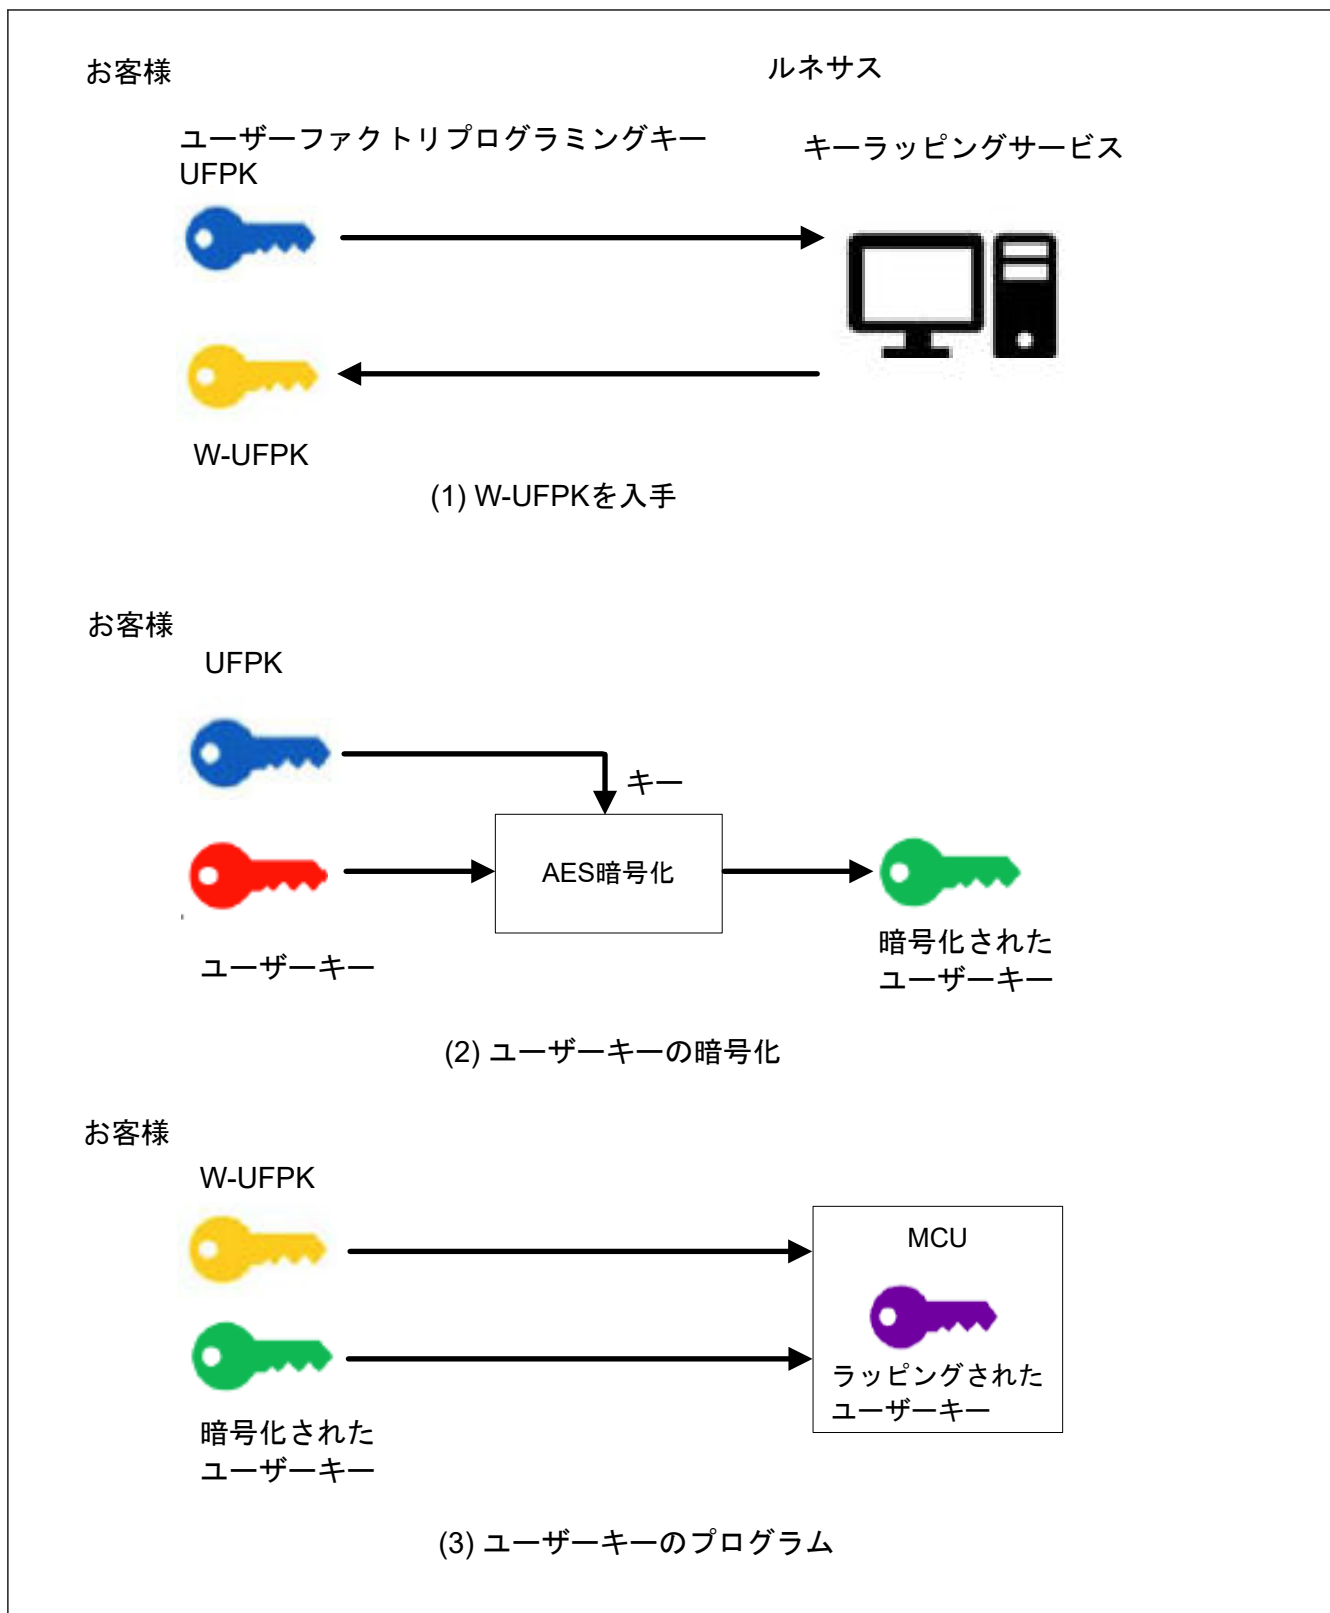 お客様
ルネサス
ユーザーファクトリプログラミングキー
UFPK
キーラッピングサービス
W-UFPK
(1) W-UFPKを入手
お客様
UFPK
キー
AES暗号化
ユーザーキー
暗号化された
ユーザーキー
(2) ユーザーキーの暗号化
お客様
W-UFPK
MCU
ラッピングされた
ユーザーキー
暗号化された
ユーザーキー
(3) ユーザーキーのプログラム